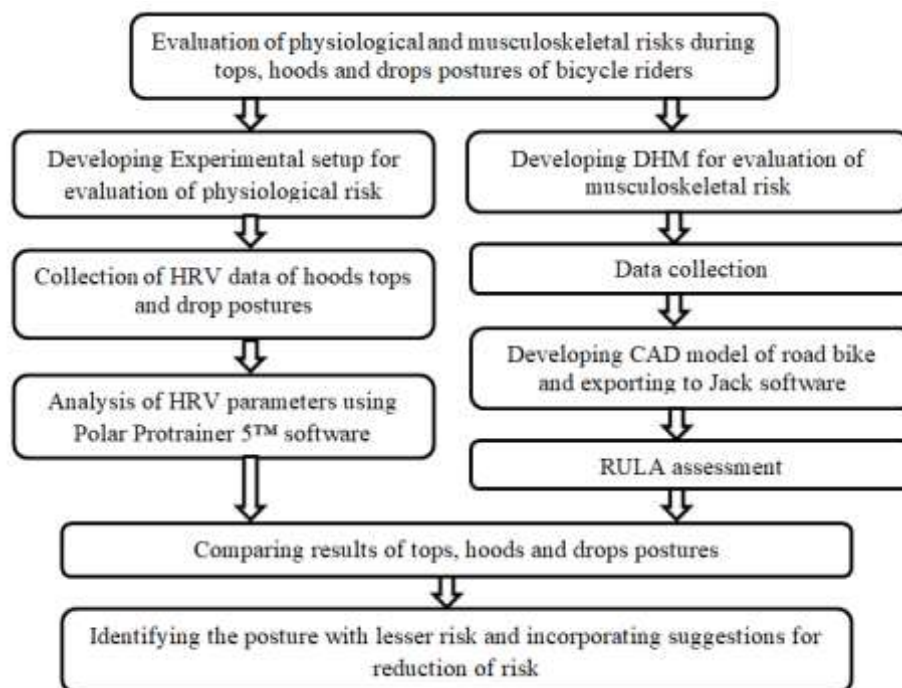 Evaluation of physiological and musculoskeletal risks during
tops, hoods and drops postures of bicycle riders
Developing Experimental setup for
evaluation of physiological risk
Collection of HRV data of hoods tops
and drop postures
Analysis of HRV parameters using
Polar Protrainer 5™ software
Developing DHM for evaluation of
musculoskeletal risk
Data collection
Developing CAD model of road bike
and exporting to Jack software
RULA assessment
Comparing results of tops, hoods and drops postures
Identifying the posture with lesser risk and incorporating suggestions for
reduction of risk